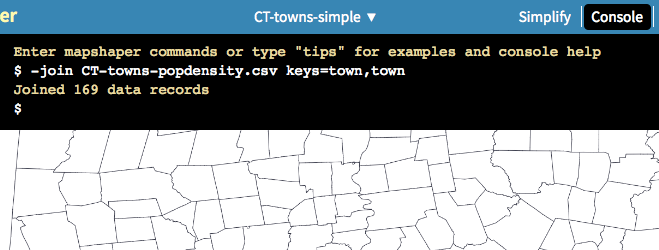 er CT-towns-simple ▼ Simplify Console
Enter mapshaper commands or type "tips" for examples and console help
$ -join CT-towns-popdensity.csv keys=town,town
Joined 169 data records
$